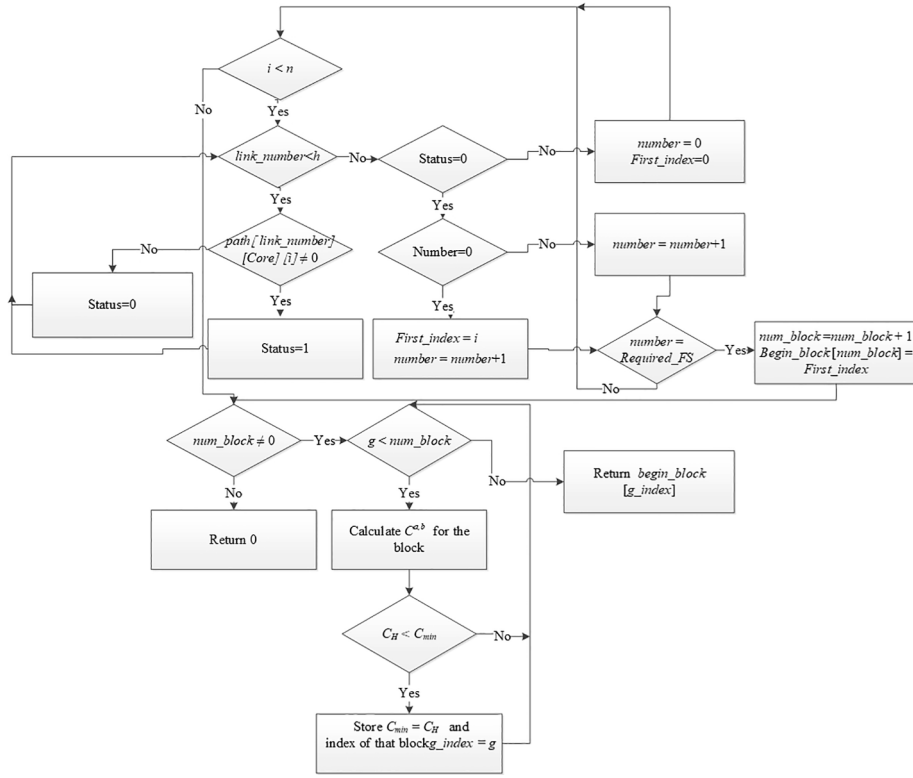 i < n
No
Yes
link_number<h
No
Status=0
No
number = 0
First_index=0
Yes
Yes
path[ link_number]
[Core] [i] ≠ 0
No
Number=0
No
number = number+1
Status=0
Yes
Yes
Status=1
First_index = i
number = number+1
number =
Required_FS
Yes
num_block=num_block+ 1
Begin_block[num_block] =
First_index
No
num_block ≠ 0
Yes
g < num_block
No
Return begin_block
[g_index]
No
Yes
Return 0
Calculate C^{a,b} for the
block
C_H < C_min
No
Yes
Store C_min = C_H and
index of that blockg_index = g